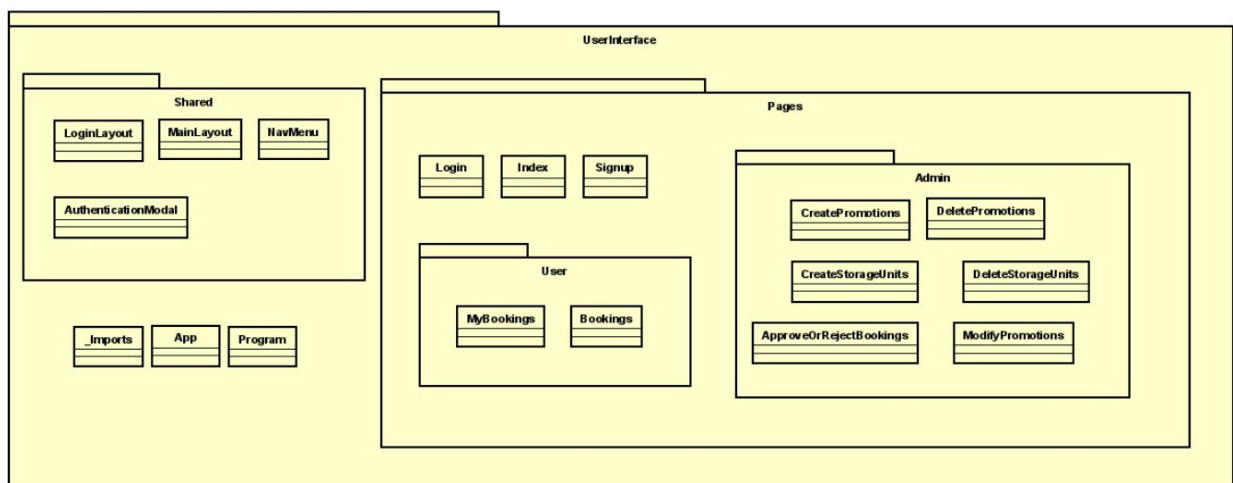 UserInterface
Shared
LoginLayout
MainLayout
NavMenu
AuthenticationModal
_Imports
App
Program
Pages
Login
Index
Signup
User
MyBookings
Bookings
Admin
CreatePromotions
DeletePromotions
CreateStorageUnits
DeleteStorageUnits
ApproveOrRejectBookings
ModifyPromotions